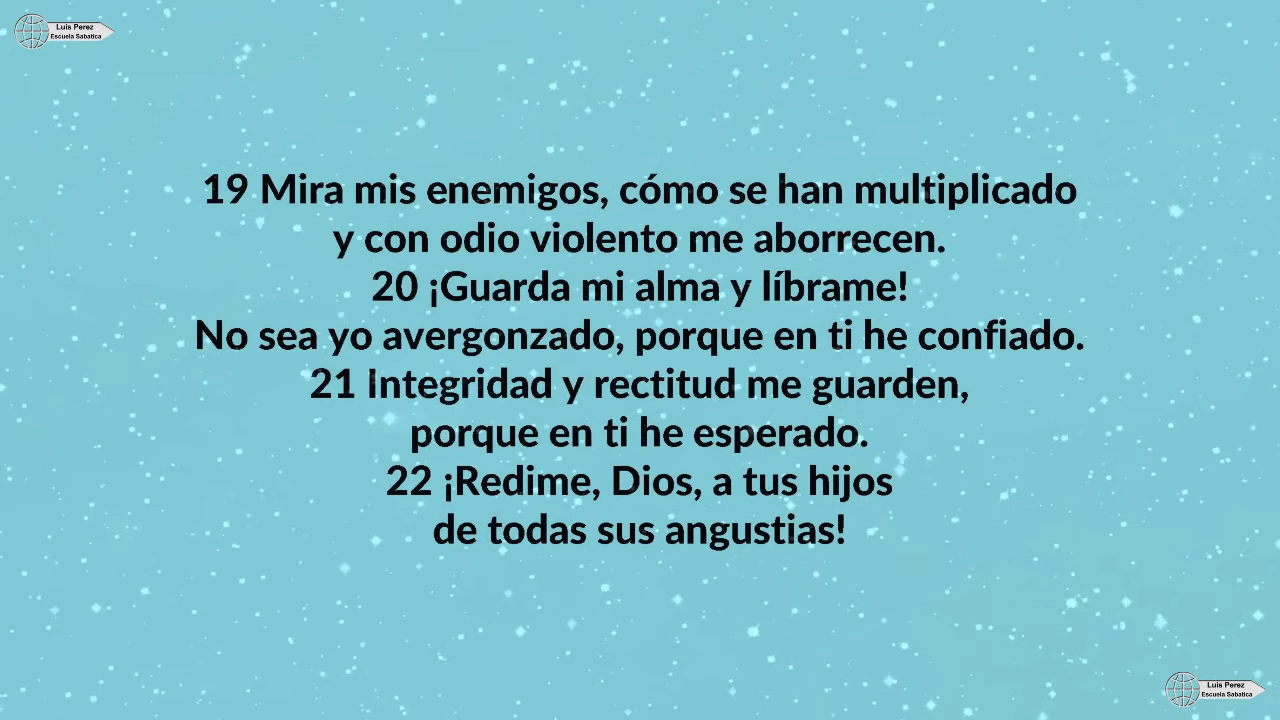 Luis Perez
Escuela Sabatica
19 Mira mis enemigos, cómo se han multiplicado
y con odio violento me aborrecen.
20 ¡Guarda mi alma y líbrame!
No sea yo avergonzado, porque en ti he confiado.
21 Integridad y rectitud me guarden,
porque en ti he esperado.
22 ¡Redime, Dios, a tus hijos
de todas sus angustias!
Luis Perez
Escuela Sabatica